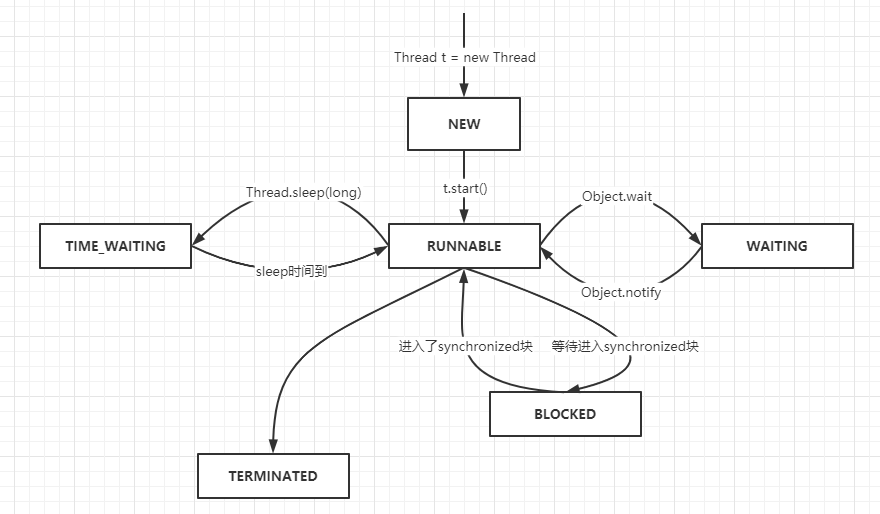 Thread t = new Thread
NEW
t.start()
Thread.sleep(long)
Object.wait
TIME_WAITING
RUNNABLE
WAITING
sleep时间到
Object.notify
进入了synchronized块
等待进入synchronized块
BLOCKED
TERMINATED